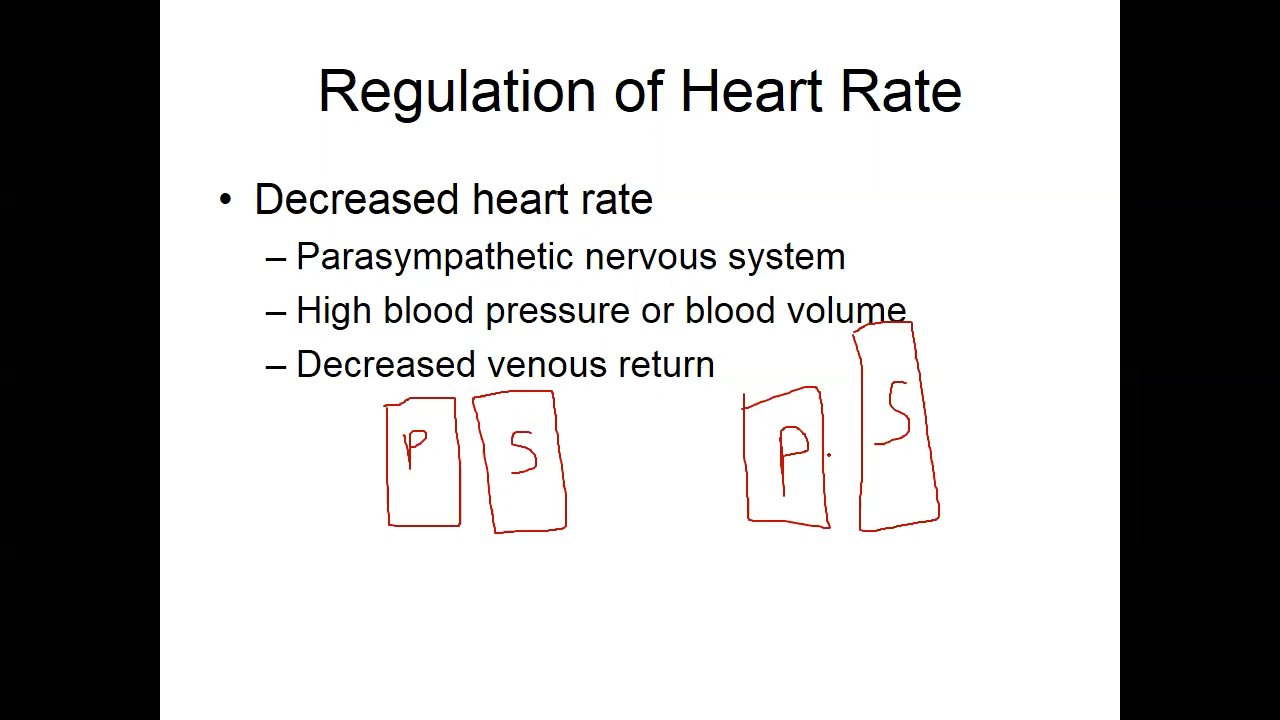 Regulation of Heart Rate
• Decreased heart rate
– Parasympathetic nervous system
– High blood pressure or blood volume
– Decreased venous return
P S P S